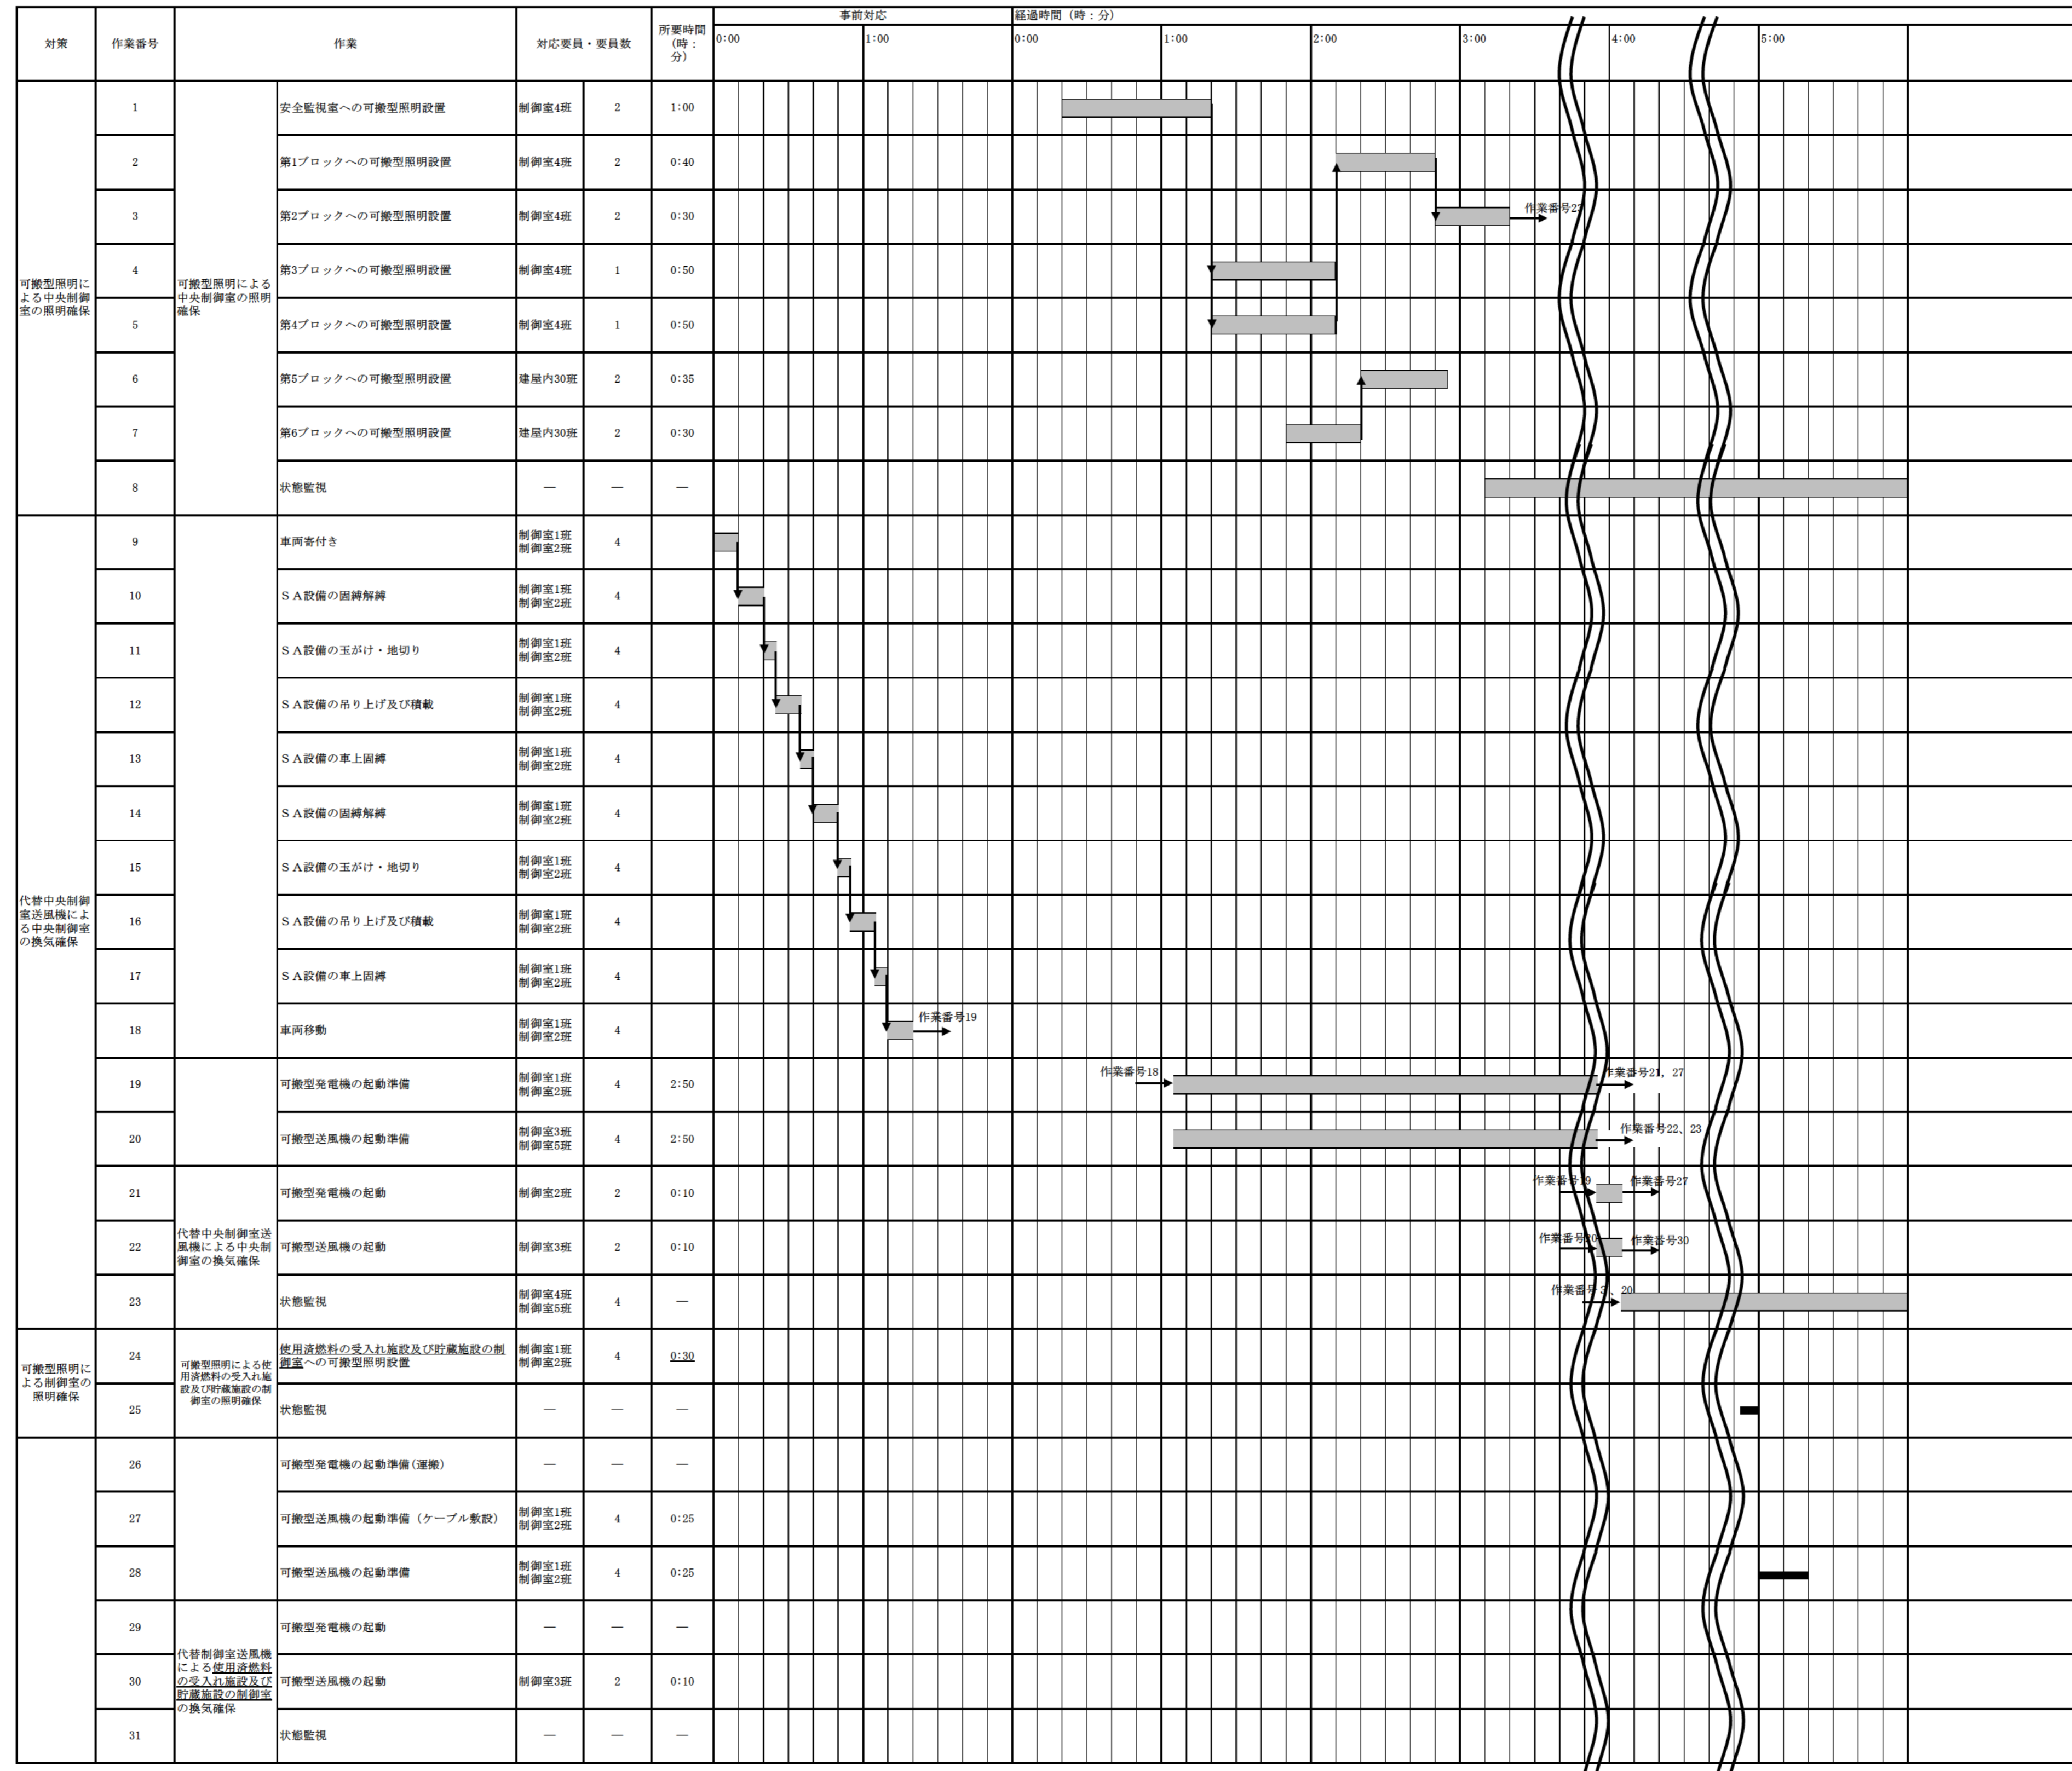 対策
作業番号
作業
対応要員・要員数
所要時間
(時：
分)
事前対応
経過時間（時：分）
0:00
1:00
0:00
1:00
2:00
3:00
4:00
5:00
可搬型照明に
よる中央制御
室の照明確保
可搬型照明による
中央制御室の照明
確保
1
安全監視室への可搬型照明設置
制御室4班
2
1:00
2
第1ブロックへの可搬型照明設置
制御室4班
2
0:40
3
第2ブロックへの可搬型照明設置
制御室4班
2
0:30
作業番号23
4
第3ブロックへの可搬型照明設置
制御室4班
1
0:50
5
第4ブロックへの可搬型照明設置
制御室4班
1
0:50
6
第5ブロックへの可搬型照明設置
建屋内30班
2
0:35
7
第6ブロックへの可搬型照明設置
建屋内30班
2
0:30
8
状態監視
―
―
―
代替中央制御
室送風機によ
る中央制御室
の換気確保
9
車両寄付き
制御室1班
制御室2班
4
10
ＳＡ設備の固縛解縛
制御室1班
制御室2班
4
11
ＳＡ設備の玉がけ・地切り
制御室1班
制御室2班
4
12
ＳＡ設備の吊り上げ及び積載
制御室1班
制御室2班
4
13
ＳＡ設備の車上固縛
制御室1班
制御室2班
4
14
ＳＡ設備の固縛解縛
制御室1班
制御室2班
4
15
ＳＡ設備の玉がけ・地切り
制御室1班
制御室2班
4
16
ＳＡ設備の吊り上げ及び積載
制御室1班
制御室2班
4
17
ＳＡ設備の車上固縛
制御室1班
制御室2班
4
18
車両移動
制御室1班
制御室2班
4
作業番号19
代替中央制御室送
風機による中央制
御室の換気確保
19
可搬型発電機の起動準備
制御室1班
制御室2班
4
2:50
作業番号18
作業番号21, 27
20
可搬型送風機の起動準備
制御室3班
制御室5班
4
2:50
作業番号22、23
21
可搬型発電機の起動
制御室2班
2
0:10
作業番号19
作業番号27
22
可搬型送風機の起動
制御室3班
2
0:10
作業番号20
作業番号30
23
状態監視
制御室4班
制御室5班
4
―
作業番号３、20
可搬型照明に
よる制御室の
照明確保
可搬型照明による使
用済燃料の受入れ施
設及び貯蔵施設の制
御室の照明確保
24
使用済燃料の受入れ施設及び貯蔵施設の制
御室への可搬型照明設置
制御室1班
制御室2班
4
0:30
25
状態監視
―
―
―
26
可搬型発電機の起動準備(運搬)
―
―
―
27
可搬型送風機の起動準備（ケーブル敷設）
制御室1班
制御室2班
4
0:25
28
可搬型送風機の起動準備
制御室1班
制御室2班
4
0:25
代替制御室送風機
による使用済燃料
の受入れ施設及び
貯蔵施設の制御室
の換気確保
29
可搬型発電機の起動
―
―
―
30
可搬型送風機の起動
制御室3班
2
0:10
31
状態監視
―
―
―